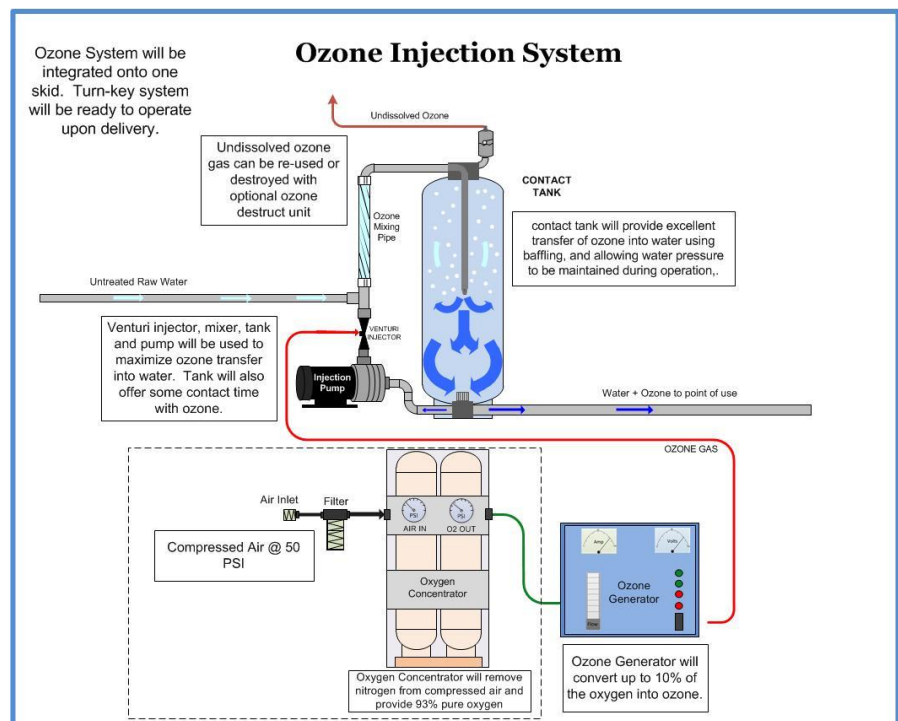 Ozone Injection System
Ozone System will be
integrated onto one
skid. Turn-key system
will be ready to operate
upon delivery.
Undissolved Ozone
Undissolved ozone
gas can be re-used or
destroyed with
optional ozone
destruct unit
CONTACT
TANK
Ozone
Mixing
Pipe
contact tank will provide excellent
transfer of ozone into water using
baffling, and allowing water pressure
to be maintained during operation,.
Untreated Raw Water
Venturi injector, mixer, tank
and pump will be used to
maximize ozone transfer
into water. Tank will also
offer some contact time
with ozone.
VENTURI
INJECTOR
Injection
Pump
Water + Ozone to point of use
OZONE GAS
Air Inlet
Filter
PSI
PSI
AIR IN
O2 OUT
Compressed Air @ 50
PSI
Oxygen
Concentrator
Amp
Volts
Ozone
Generator
Flow
Oxygen Concentrator will remove
nitrogen from compressed air and
provide 93% pure oxygen
Ozone Generator will
convert up to 10% of
the oxygen into ozone.